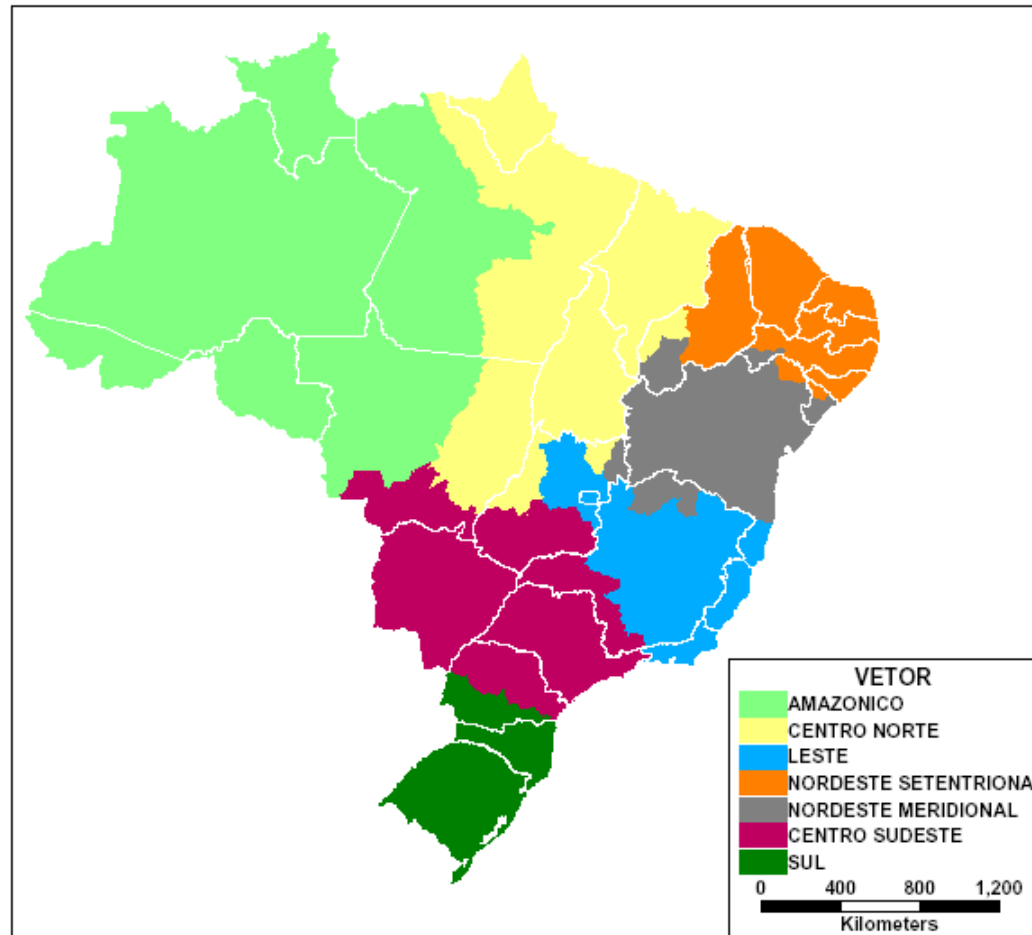 VETOR
AMAZONICO
CENTRO NORTE
LESTE
NORDESTE SETENTRIONA
NORDESTE MERIDIONAL
CENTRO SUDESTE
SUL
0 400 800 1,200
Kilometers